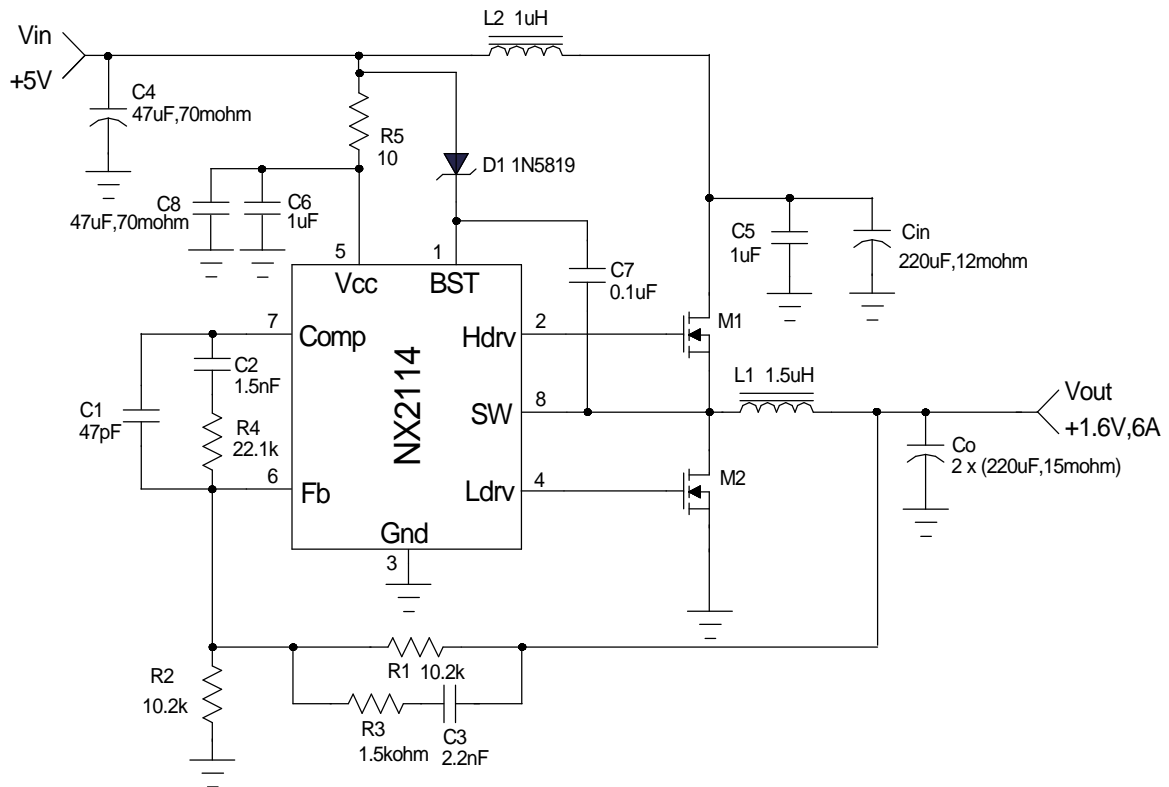 L2 1uH
Vin
+5V
C4
47uF,70mohm
R5
10
D1 1N5819
C8
47uF,70mohm
C6
1uF
C5
1uF
Cin
220uF,12mohm
C7
0.1uF
5
1
Vcc
BST
7
Comp
Hdrv
2
M1
C2
1.5nF
C1
47pF
R4
22.1k
NX2114
SW
8
L1 1.5uH
Vout
+1.6V,6A
Co
2 x (220uF,15mohm)
6
Fb
Ldrv
4
M2
Gnd
3
R1 10.2k
R2
10.2k
R3
1.5kohm
C3
2.2nF